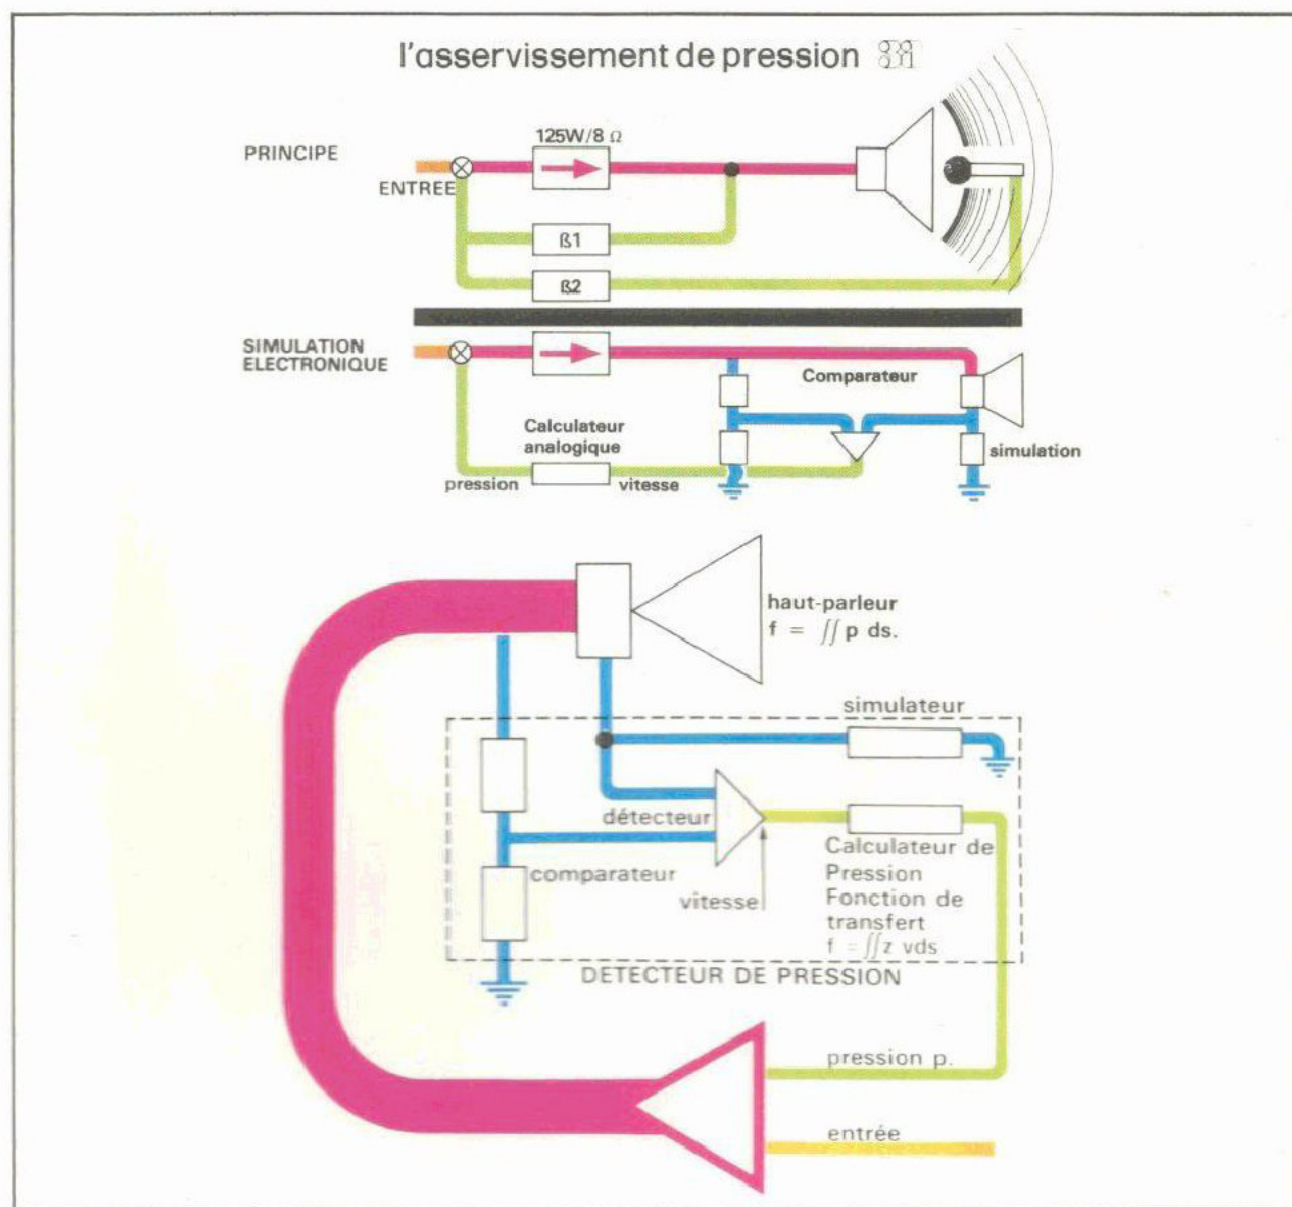 l'asservissement de pression
PRINCIPE
125W/8 Ω
ENTREE
ß1
ß2
SIMULATION
ELECTRONIQUE
Comparateur
Calculateur
analogique
simulation
pression
vitesse
haut-parleur
f = ∬ p ds.
simulateur
détecteur
comparateur
vitesse
Calculateur de
Pression
Fonction de
transfert
f = ∬z vds
DETECTEUR DE PRESSION
pression p.
entrée